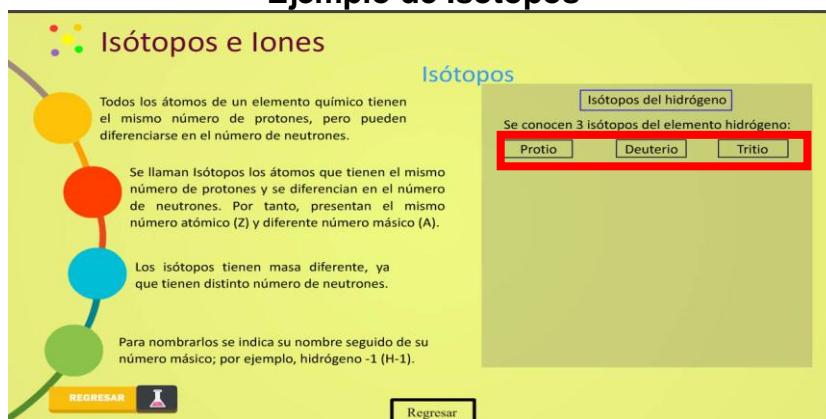 Ejemplo de isótopos
Isótopos e Iones
Isótopos
Todos los átomos de un elemento químico tienen
el mismo número de protones, pero pueden
diferenciarse en el número de neutrones.
Se llaman Isótopos los átomos que tienen el mismo
número de protones y se diferencian en el número
de neutrones. Por tanto, presentan el mismo
número atómico (Z) y diferente número másico (A).
Los isótopos tienen masa diferente, ya
que tienen distinto número de neutrones.
Para nombrarlos se indica su nombre seguido de su
número másico; por ejemplo, hidrógeno -1 (H-1).
Isótopos del hidrógeno
Se conocen 3 isótopos del elemento hidrógeno:
Protio Deuterio Tritio
REGRESAR
Regresar